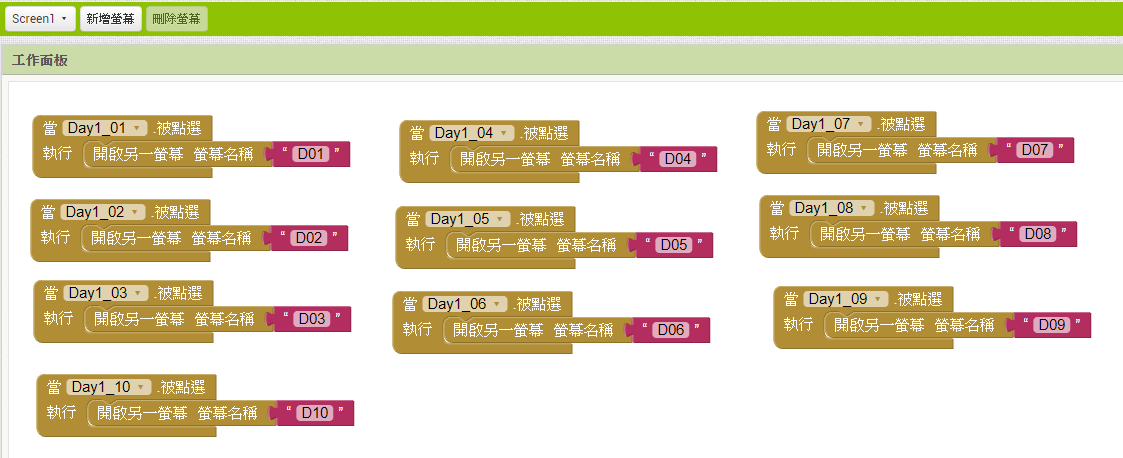 Screen1 新增螢幕 刪除螢幕
工作面板
當 Day1_01 .被點選
執行 開啟另一螢幕 螢幕名稱 “ D01 ”
當 Day1_02 .被點選
執行 開啟另一螢幕 螢幕名稱 “ D02 ”
當 Day1_03 .被點選
執行 開啟另一螢幕 螢幕名稱 “ D03 ”
當 Day1_10 .被點選
執行 開啟另一螢幕 螢幕名稱 “ D10 ”
當 Day1_04 .被點選
執行 開啟另一螢幕 螢幕名稱 “ D04 ”
當 Day1_05 .被點選
執行 開啟另一螢幕 螢幕名稱 “ D05 ”
當 Day1_06 .被點選
執行 開啟另一螢幕 螢幕名稱 “ D06 ”
當 Day1_07 .被點選
執行 開啟另一螢幕 螢幕名稱 “ D07 ”
當 Day1_08 .被點選
執行 開啟另一螢幕 螢幕名稱 “ D08 ”
當 Day1_09 .被點選
執行 開啟另一螢幕 螢幕名稱 “ D09 ”